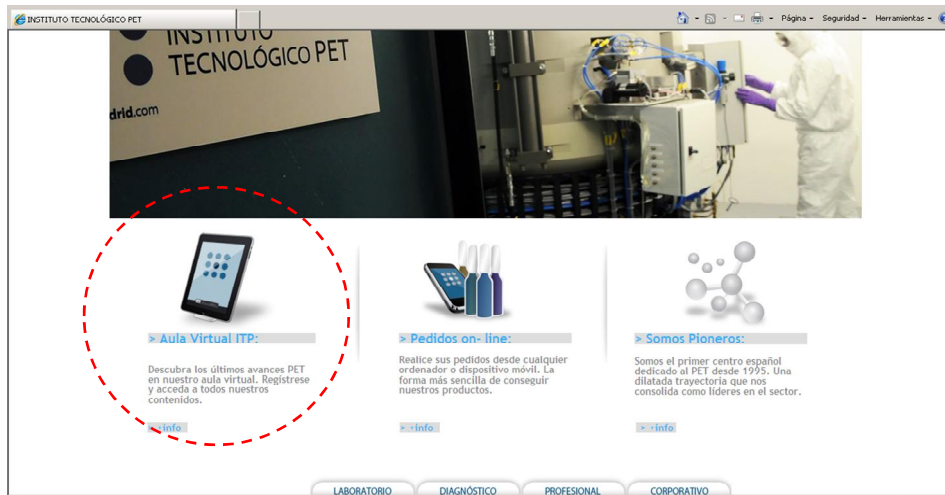 INSTITUTO TECNOLÓGICO PET
Página
Seguridad
Herramientas
INSTITUTO
TECNOLÓGICO PET
drid.com
> Aula Virtual ITP:
Descubra los últimos avances PET
en nuestro aula virtual. Regístrese
y acceda a todos nuestros
contenidos.
> +info
> Pedidos on- line:
Realice sus pedidos desde cualquier
ordenador o dispositivo móvil. La
forma más sencilla de conseguir
nuestros productos.
> +info
> Somos Pioneros:
Somos el primer centro español
dedicado al PET desde 1995. Una
dilatada trayectoria que nos
consolida como líderes en el sector.
> +info
LABORATORIO
DIAGNÓSTICO
PROFESIONAL
CORPORATIVO